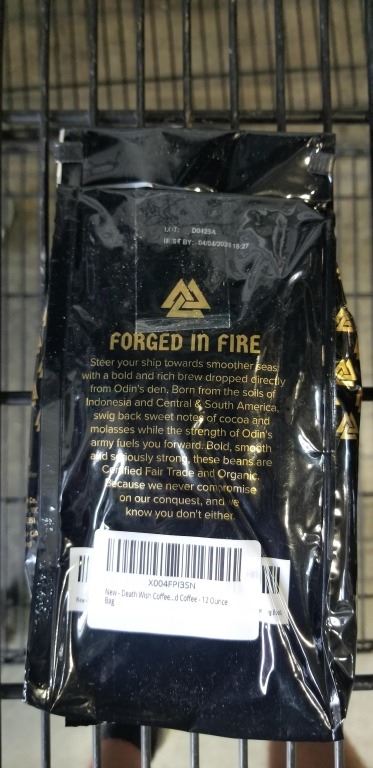 LOT: D0425A
BEST BY: 04/04/2026 18:27
FORGED IN FIRE
Steer your ship towards smoother seas
with a bold and rich brew dropped directly
from Odin's den. Born from the soils of
Indonesia and Central & South America,
swig back sweet notes of cocoa and
molasses while the strength of Odin's
army fuels you forward. Bold, smooth
and seriously strong, these beans are
Certified Fair Trade and Organic.
Because we never compromise
on our conquest, and we
know you don't either.
X004FPI3SN
New - Death Wish Coffee...d Coffee - 12 Ounce
Bag
New -